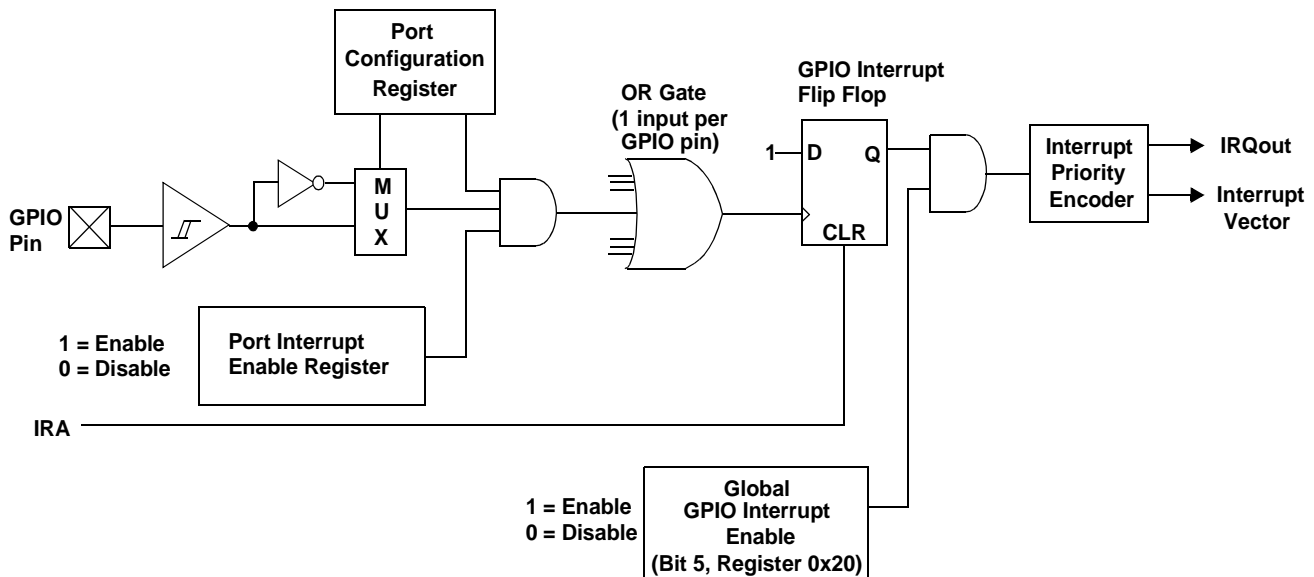 Port
Configuration
Register
GPIO Interrupt
Flip Flop
OR Gate
(1 input per
GPIO pin)
1
D
Q
CLR
Interrupt
Priority
Encoder
IRQout
Interrupt
Vector
GPIO
Pin
M
U
X
1 = Enable
0 = Disable
Port Interrupt
Enable Register
IRA
1 = Enable
0 = Disable
Global
GPIO Interrupt
Enable
(Bit 5, Register 0x20)